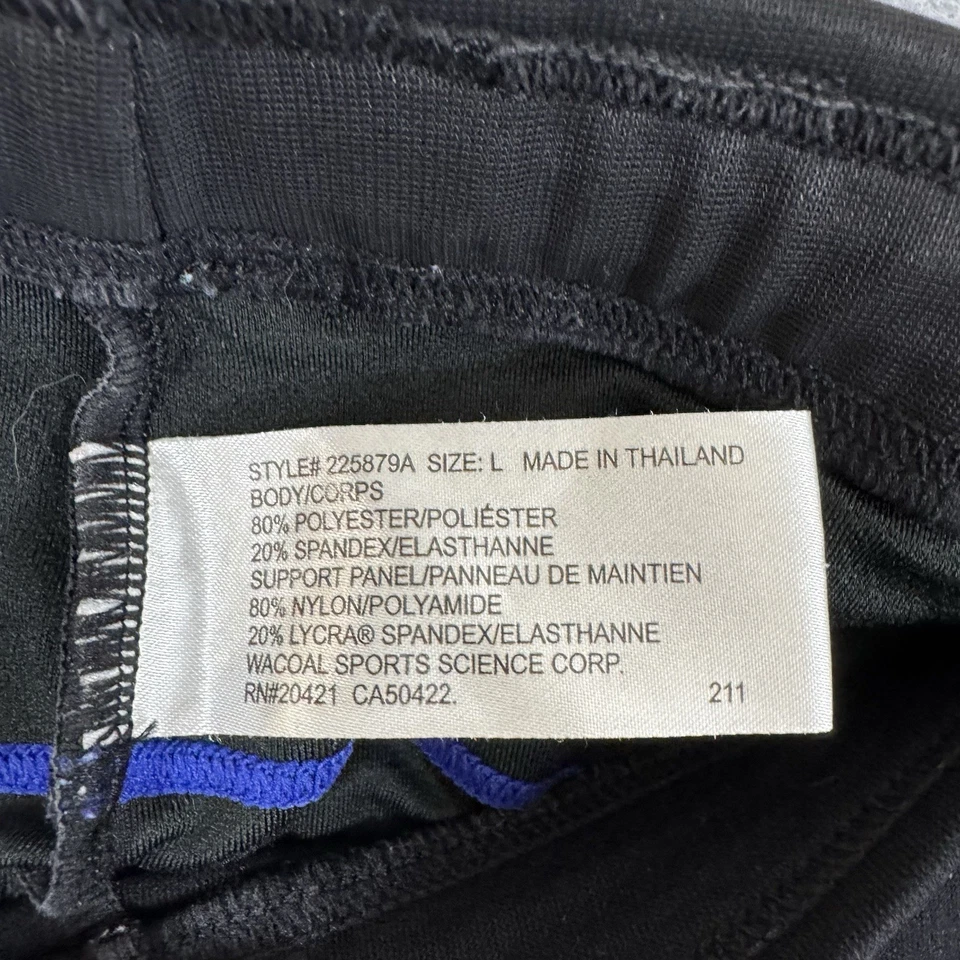 STYLE# 225879A SIZE: L MADE IN THAILAND
BODY/CORPS
80% POLYESTER/POLIÉSTER
20% SPANDEX/ELASTHANNE
SUPPORT PANEL/PANNEAU DE MAINTIEN
80% NYLON/POLYAMIDE
20% LYCRA® SPANDEX/ELASTHANNE
WACOAL SPORTS SCIENCE CORP.
RN#20421 CA50422. 211